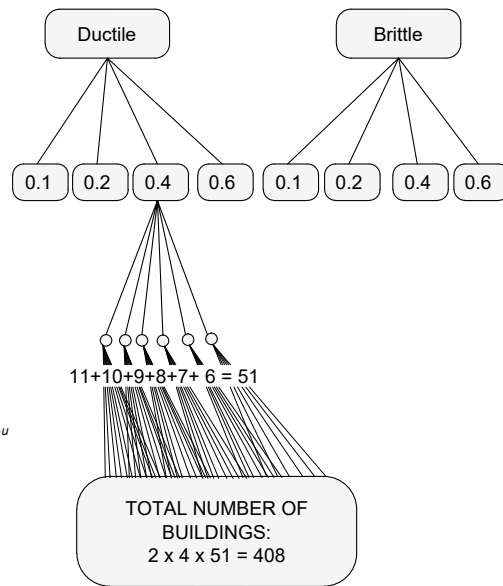 Ductile Brittle
0.1 0.2 0.4 0.6 0.1 0.2 0.4 0.6
11+10+9+8+7+ 6 = 51
u
TOTAL NUMBER OF
BUILDINGS:
2 x 4 x 51 = 408